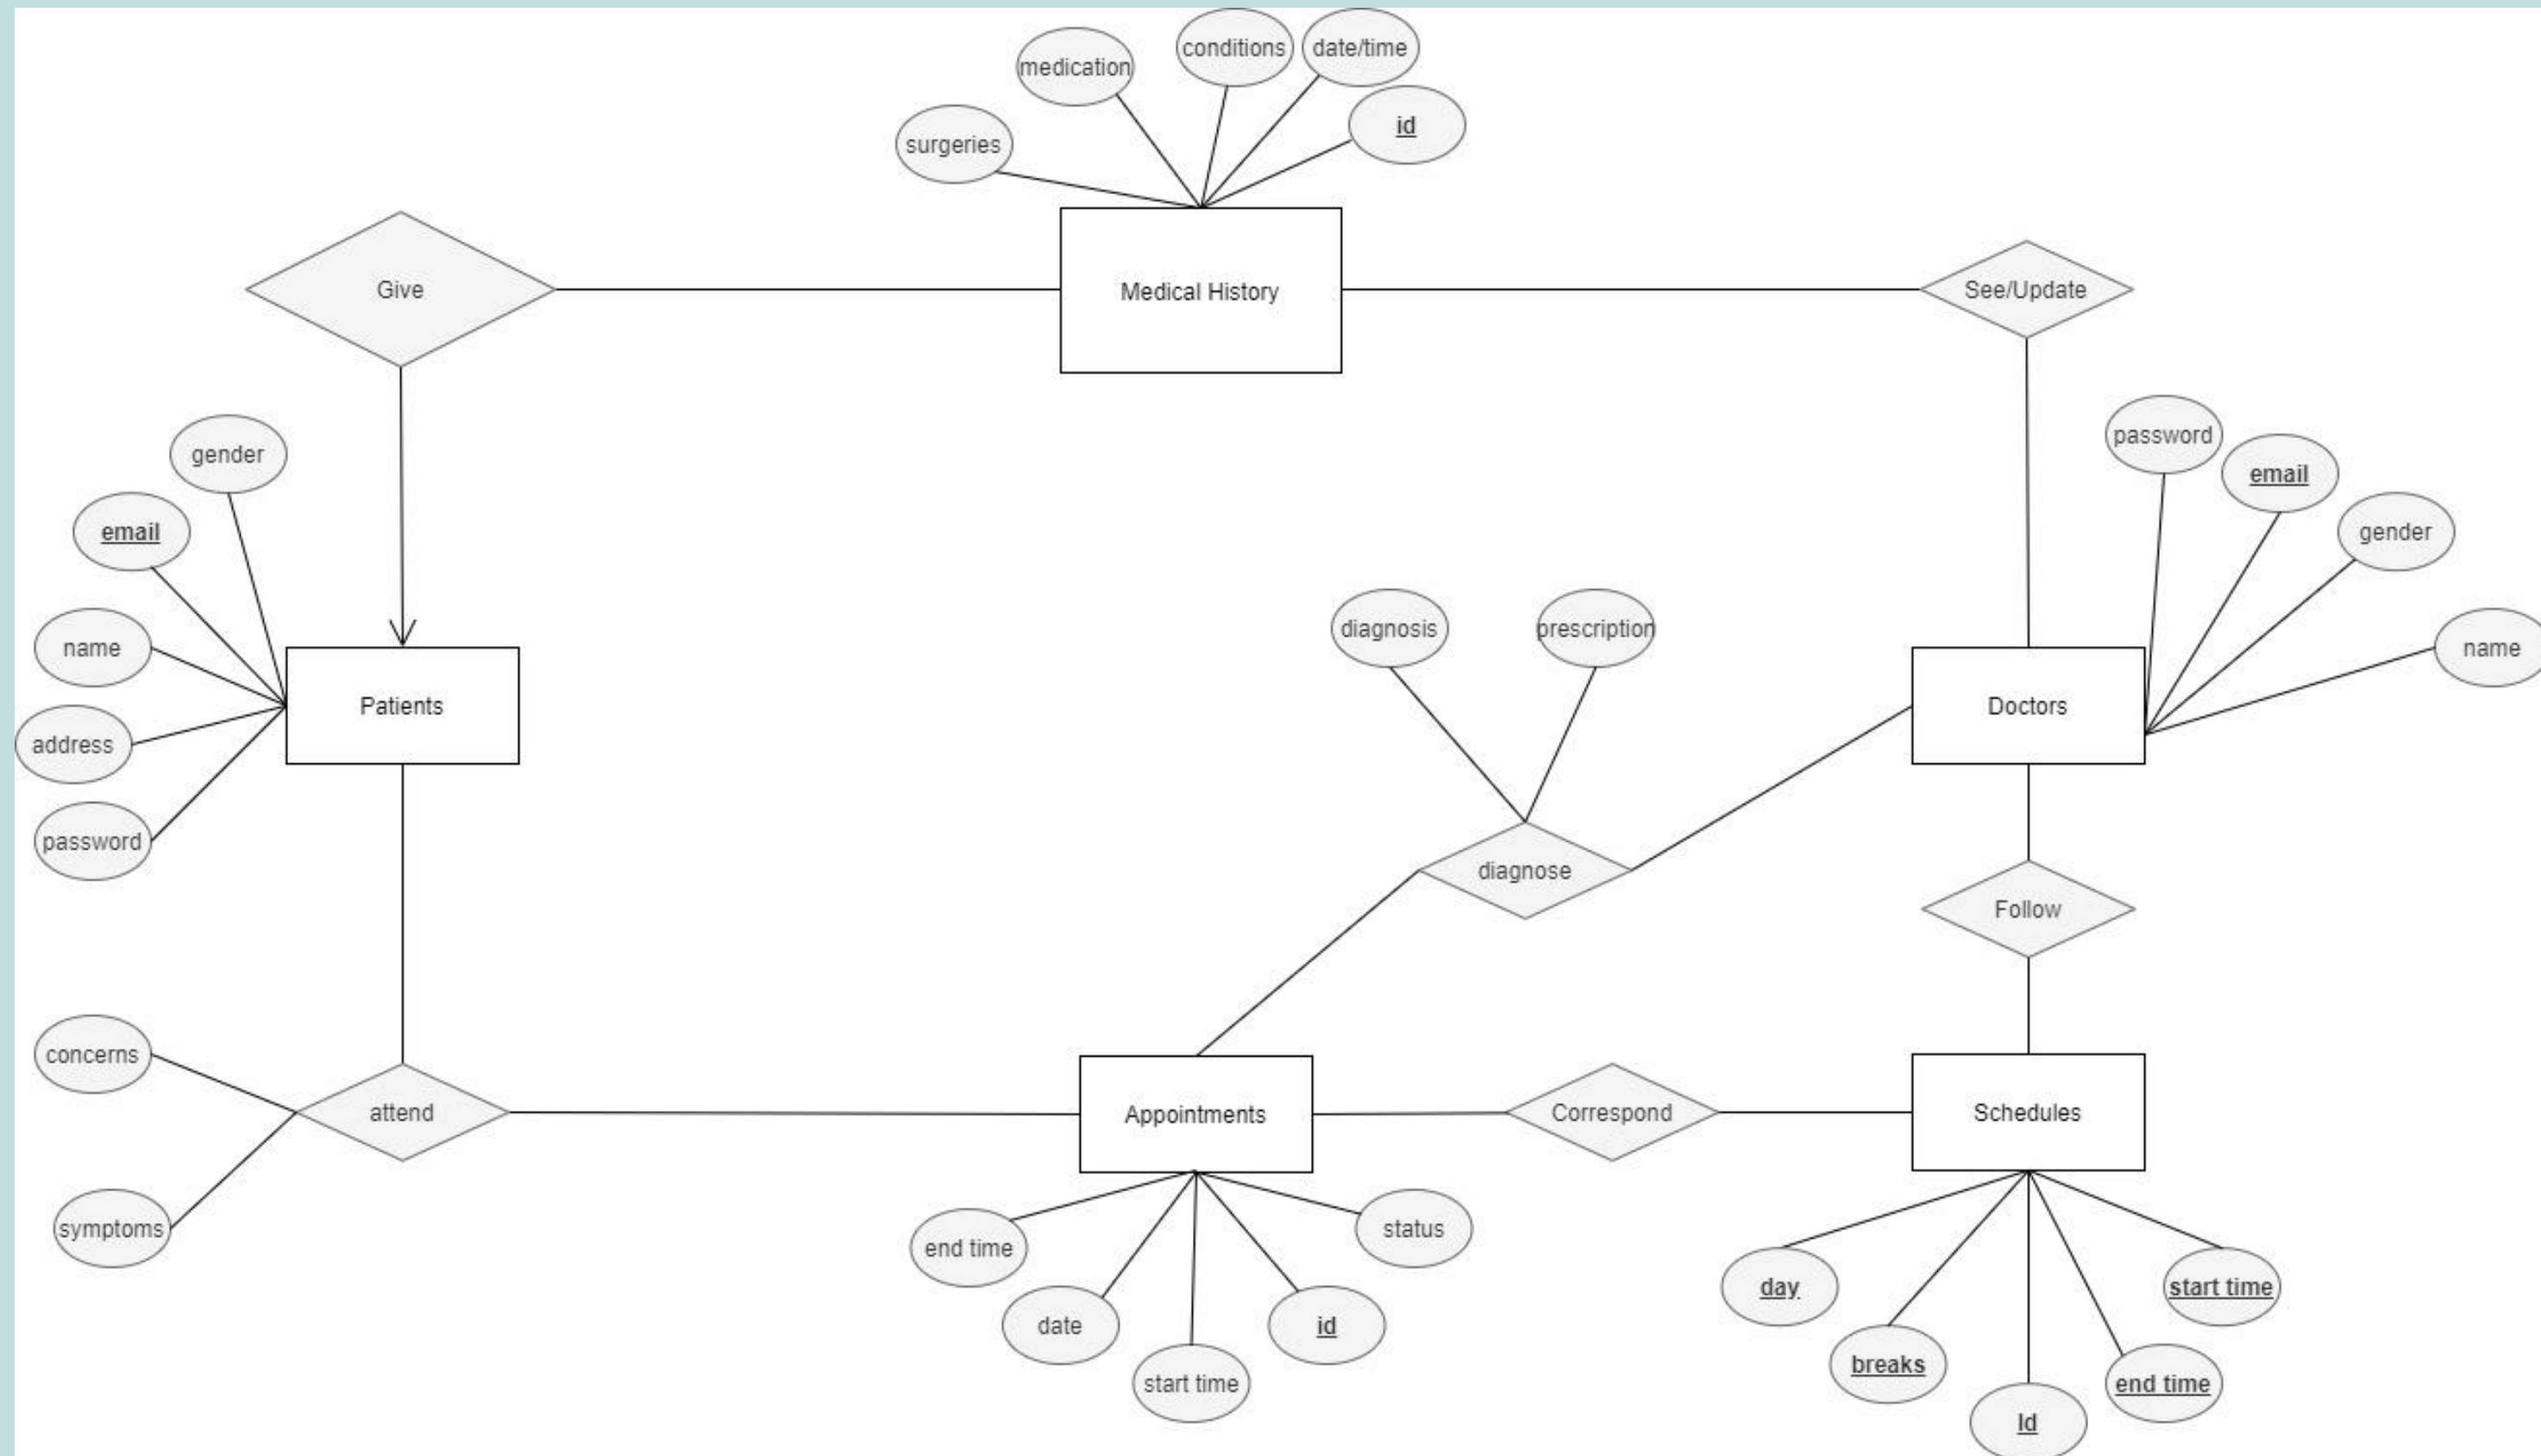 conditions
date/time
medication
id
surgeries
Give
Medical History
See/Update
password
gender
email
email
gender
name
diagnosis
prescription
name
Patients
Doctors
address
password
diagnose
Follow
concerns
attend
Appointments
Correspond
Schedules
symptoms
end time
status
day
start time
date
id
breaks
start time
end time
Id